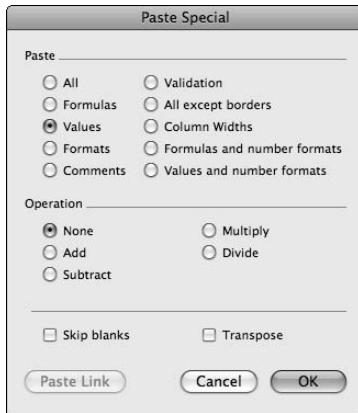 Paste Special
Paste
All
Validation
Formulas
All except borders
Values
Column Widths
Formats
Formulas and number formats
Comments
Values and number formats
Operation
None
Multiply
Add
Divide
Subtract
Skip blanks
Transpose
Paste Link
Cancel
OK